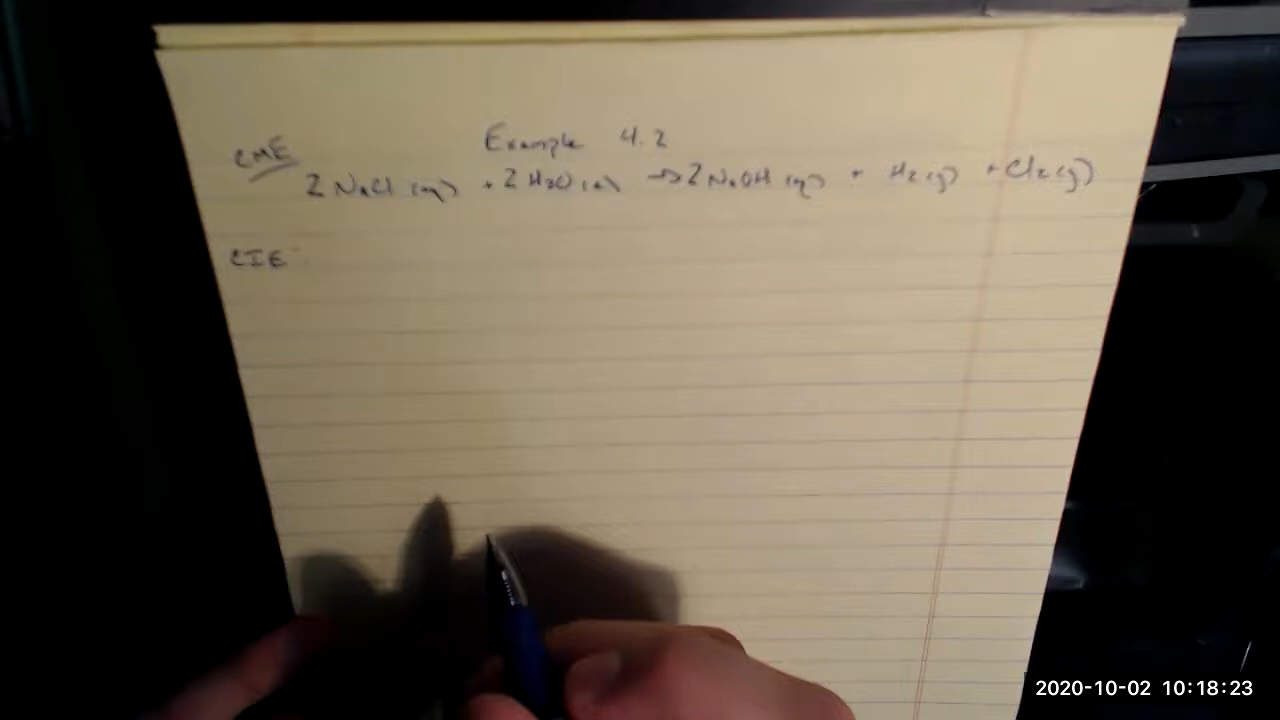 Example 4.2
CME
2 NaCl (aq) + 2 H2O (l) → 2 NaOH (aq) + H2 (g) + Cl2 (g)
CIE
2020-10-02 10:18:23